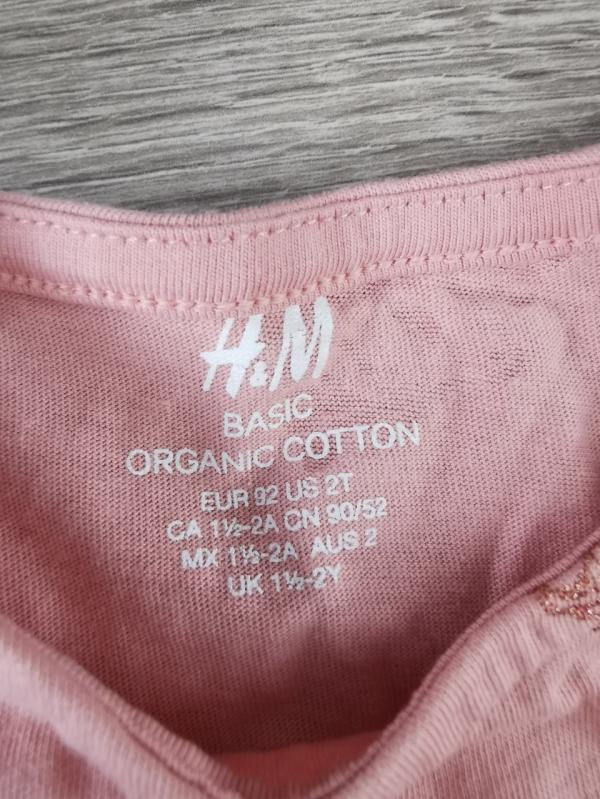 H&M
BASIC
ORGANIC COTTON
EUR 92 US 2T
CA 1½-2A CN 90/52
MX 1½-2A AUS 2
UK 1½-2Y